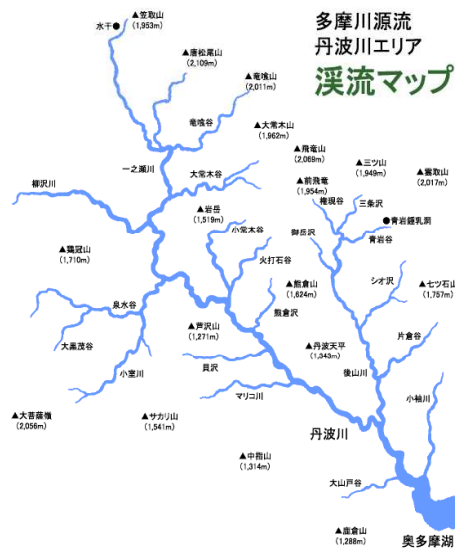 多摩川源流
丹波川エリア
渓流マップ
▲笠取山
(1,953m)
水干●
▲唐松尾山
(2,109m)
▲竜喰山
(2,011m)
竜喰谷
▲大常木山
(1,962m)
▲飛竜山
(2,069m)
▲三ツ山
(1,949m)
▲雲取山
(2,017m)
一之瀬川
大常木谷
▲前飛竜
(1,954m)
権現谷
三条沢
柳沢川
▲岩岳
(1,519m)
小常木谷
御岳沢
●青岩鍾乳洞
青岩谷
▲鶏冠山
(1,710m)
火打石谷
シオ沢
▲熊倉山
(1,624m)
▲七ツ石山
(1,757m)
泉水谷
熊倉沢
▲芦沢山
(1,271m)
片倉谷
大黒茂谷
▲丹波天平
(1,343m)
小室川
貝沢
後山川
マリコ川
小袖川
▲大菩薩嶺
(2,056m)
▲サカリ山
(1,541m)
丹波川
▲中指山
(1,314m)
大山戸谷
▲鹿倉山
(1,288m)
奥多摩湖